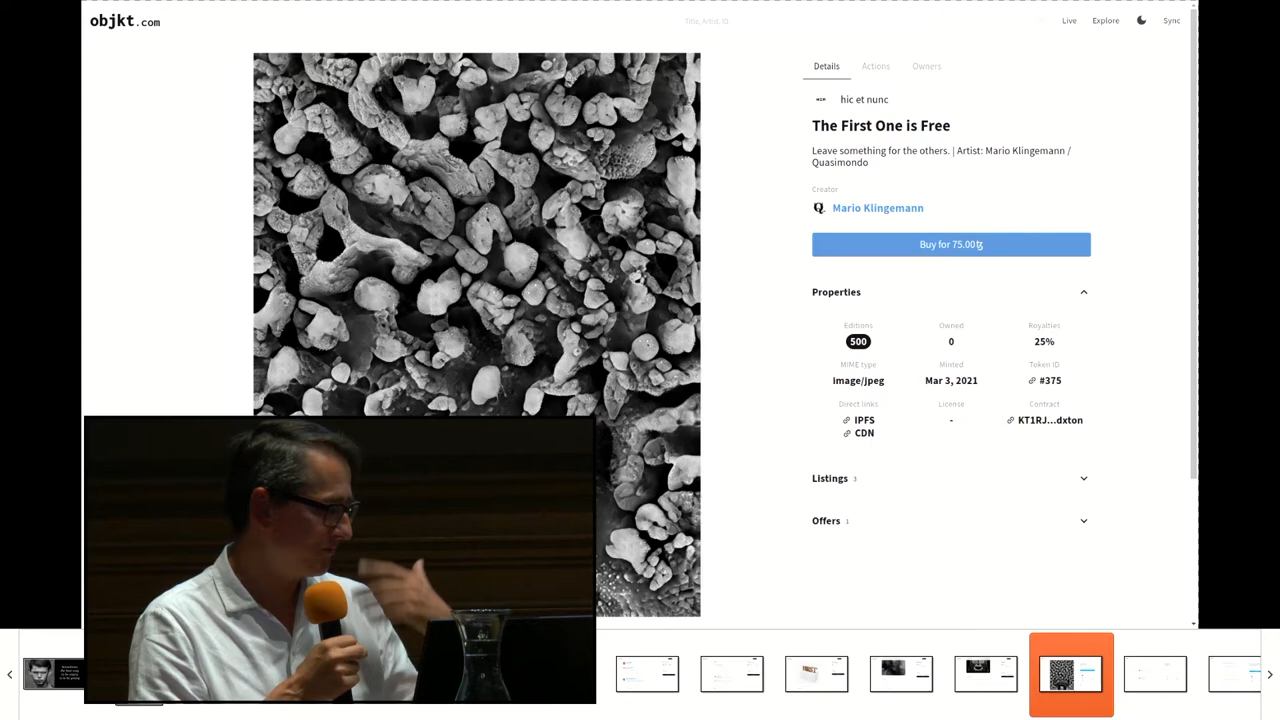 objkt.com
Title, Artist, ID
Live
Explore
Sync
Details
Actions
Owners
hic et nunc
The First One is Free
Leave something for the others. | Artist: Mario Klingemann /
Quasimondo
Creator
Q
Mario Klingemann
Buy for 75.00ꜩ
Properties
Editions
Owned
Royalties
500
0
25%
MIME type
Minted
Token ID
image/jpeg
Mar 3, 2021
#375
Direct links
License
Contract
IPFS
-
KT1RJ...dxton
CDN
Listings 3
Offers 1